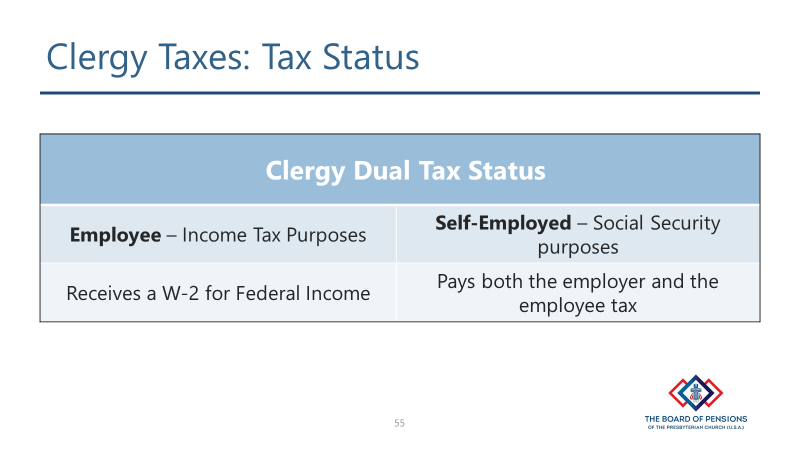 Clergy Taxes: Tax Status
Clergy Dual Tax Status
Employee – Income Tax Purposes
Self-Employed – Social Security
purposes
Receives a W-2 for Federal Income
Pays both the employer and the
employee tax
55
THE BOARD OF PENSIONS
OF THE PRESBYTERIAN CHURCH (U.S.A.)